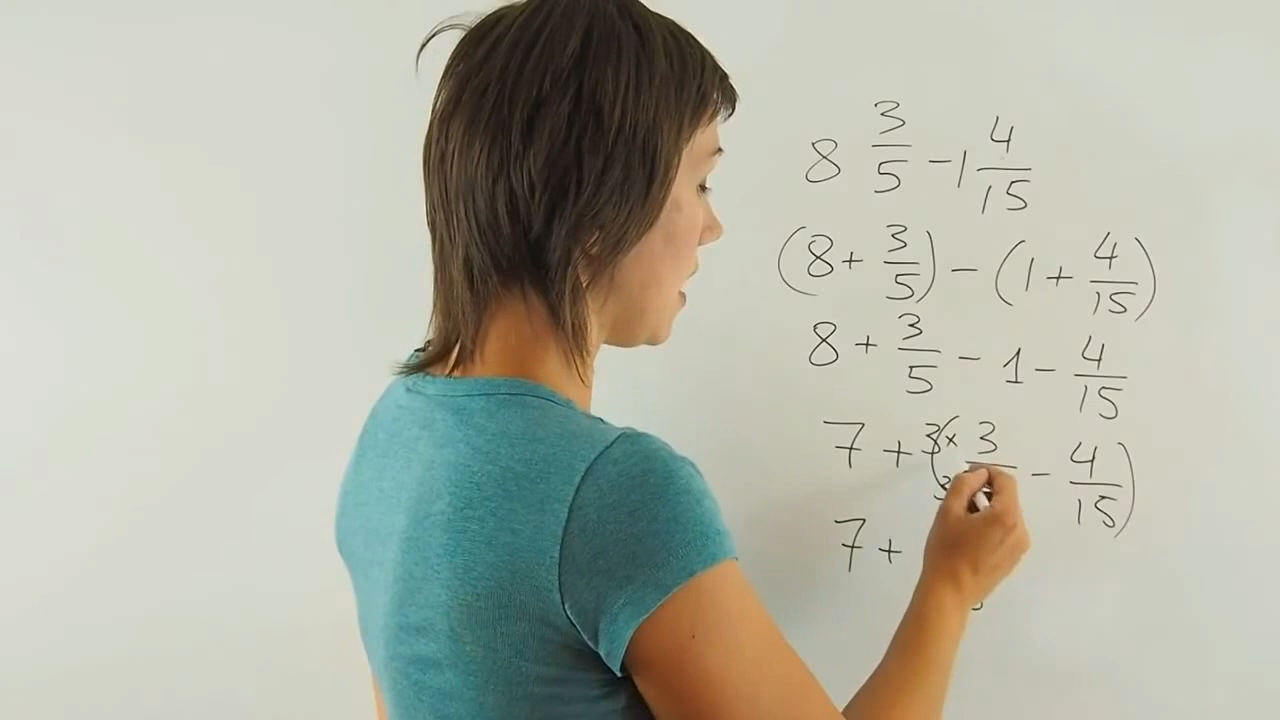 8 3/5 - 1 4/15
(8 + 3/5) - (1 + 4/15)
8 + 3/5 - 1 - 4/15
7 + 3(× 3 - 4/15)
7 +